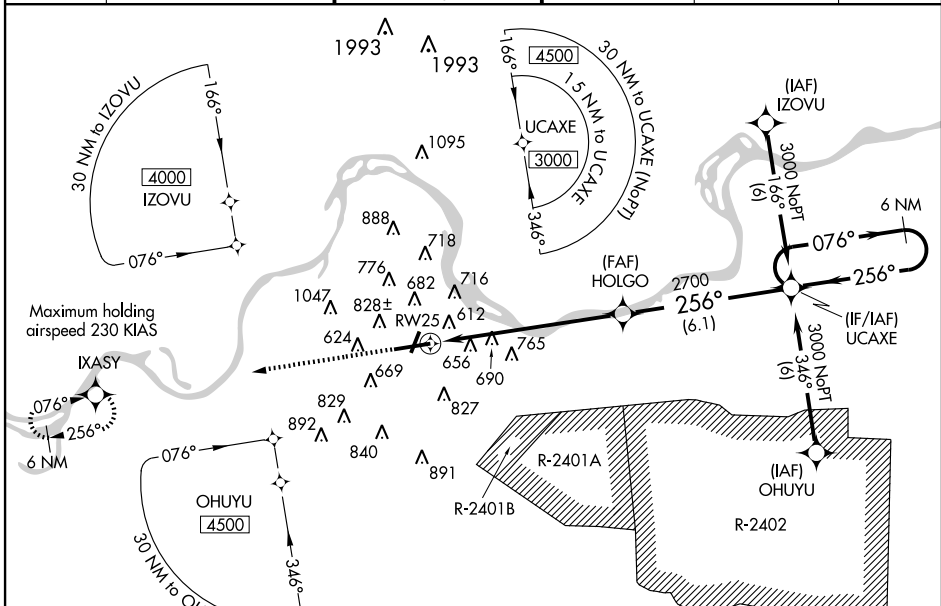 1993
1993
30 NM to IZOVU
166°
4000
IZOVU
076°
166°
4500
30 NM to UCAXE (NoPT)
15 NM to UCAXE
UCAXE
3000
346°
(IAF)
IZOVU
3000 NoPT
166°
(6)
6 NM
076°
256°
1095
888
718
776
682
716
1047
828±
RW25
612
624
656
690
765
669
827
829
892
840
891
(FAF)
HOLGO
2700
256°
(6.1)
(IF/IAF)
UCAXE
3000 NoPT
346°
(6)
(IAF)
OHUYU
Maximum holding
airspeed 230 KIAS
IXASY
076°
256°
6 NM
R-2401A
R-2401B
R-2402
076°
OHUYU
4500
346°
30 NM to